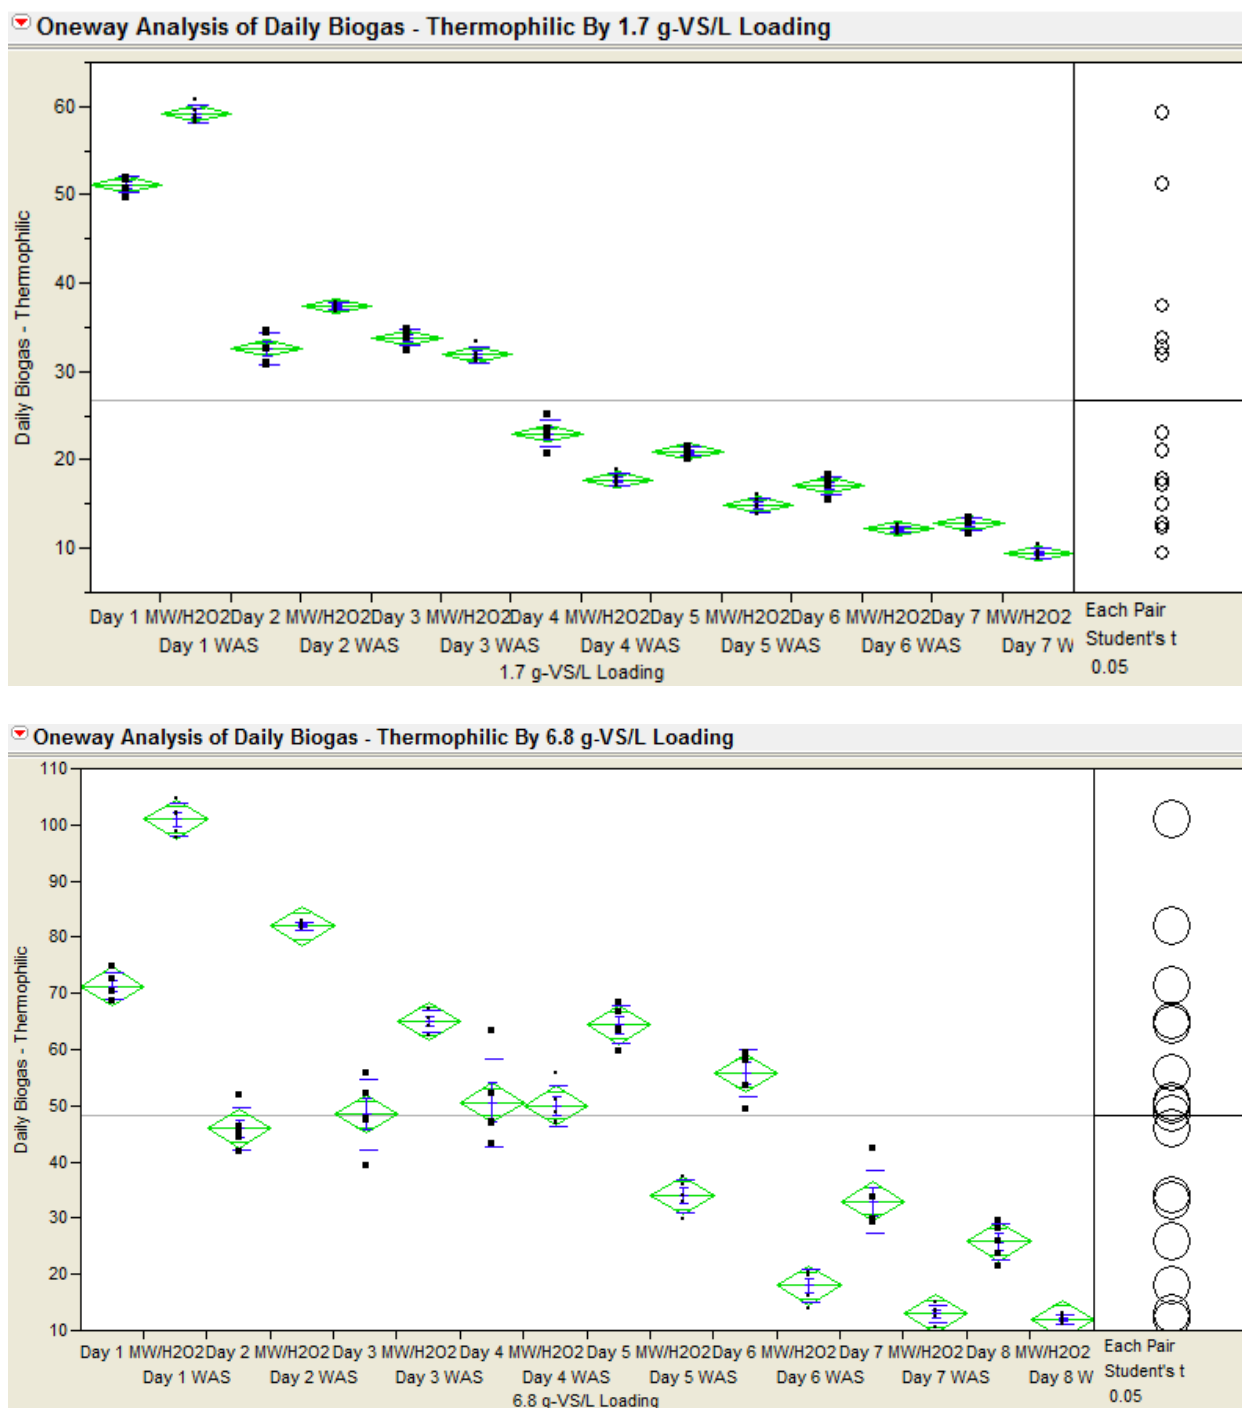 Oneway Analysis of Daily Biogas - Thermophilic By 1.7 g-VS/L Loading
Daily Biogas - Thermophilic
60
50
40
30
20
10
Day 1 MW/H2O2 Day 2 MW/H2O2 Day 3 MW/H2O2 Day 4 MW/H2O2 Day 5 MW/H2O2 Day 6 MW/H2O2 Day 7 MW/H2O2
Day 1 WAS Day 2 WAS Day 3 WAS Day 4 WAS Day 5 WAS Day 6 WAS Day 7 W
1.7 g-VS/L Loading
Each Pair
Student's t
0.05
Oneway Analysis of Daily Biogas - Thermophilic By 6.8 g-VS/L Loading
Daily Biogas - Thermophilic
110
100
90
80
70
60
50
40
30
20
10
Day 1 MW/H2O2 Day 2 MW/H2O2 Day 3 MW/H2O2 Day 4 MW/H2O2 Day 5 MW/H2O2 Day 6 MW/H2O2 Day 7 MW/H2O2 Day 8 MW/H2O2
Day 1 WAS Day 2 WAS Day 3 WAS Day 4 WAS Day 5 WAS Day 6 WAS Day 7 WAS Day 8 W
6.8 g-VS/L Loading
Each Pair
Student's t
0.05